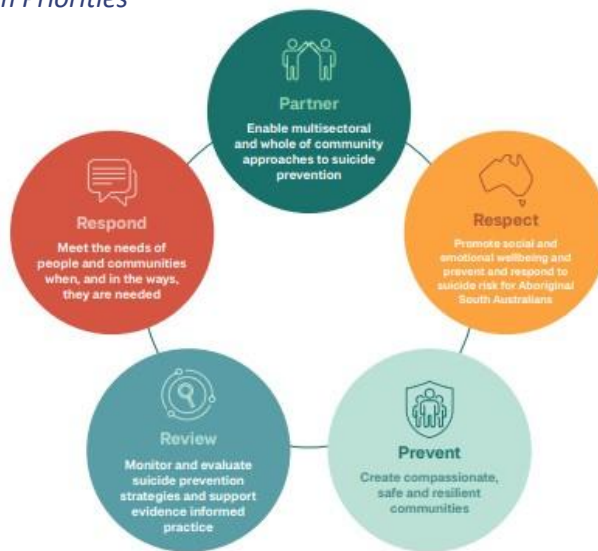 Priorities
Partner
Enable multisectoral
and whole of community
approaches to suicide
prevention
Respect
Promote social and
emotional wellbeing and
prevent and respond to
suicide risk for Aboriginal
South Australians
Prevent
Create compassionate,
safe and resilient
communities
Review
Monitor and evaluate
suicide prevention
strategies and support
evidence informed
practice
Respond
Meet the needs of
people and communities
when, and in the ways,
they are needed